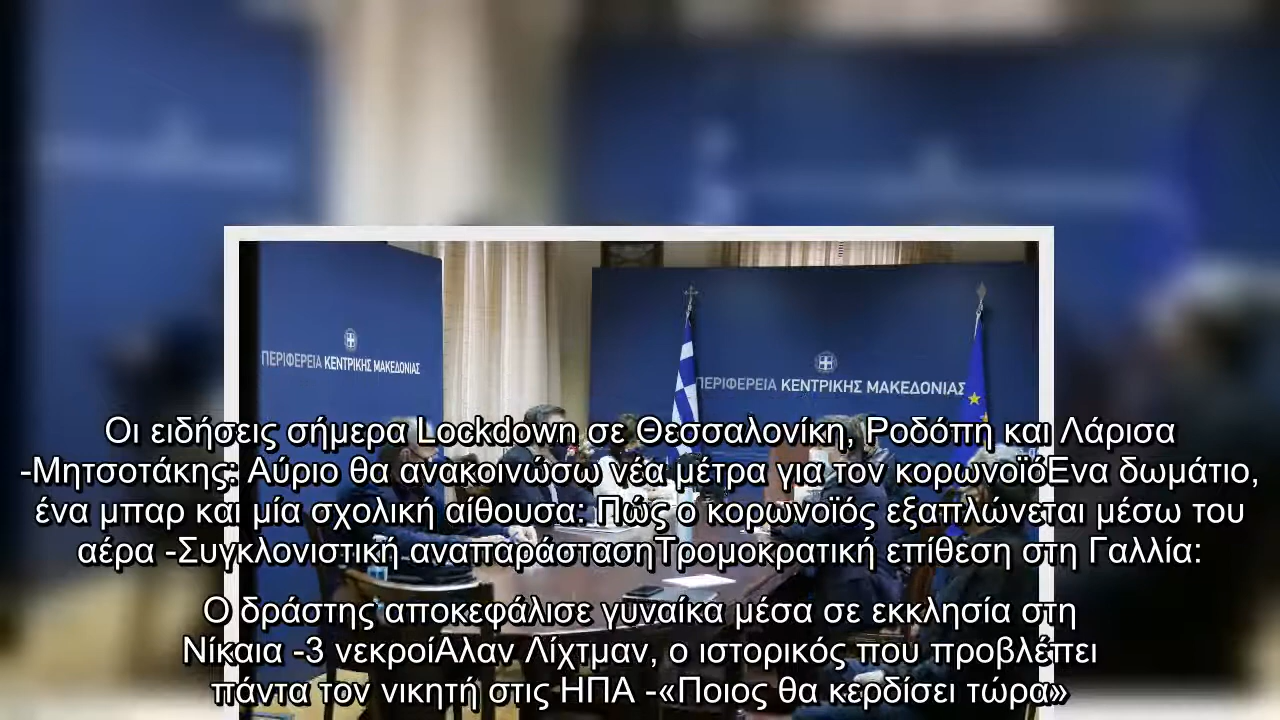 ΠΕΡΙΦΕΡΕΙΑ ΚΕΝΤΡΙΚΗΣ ΜΑΚΕΔΟΝΙΑΣ
ΠΕΡΙΦΕΡΕΙΑ ΚΕΝΤΡΙΚΗΣ ΜΑΚΕΔΟΝΙΑΣ
Οι ειδήσεις σήμερα Lockdown σε Θεσσαλονίκη, Ροδόπη και Λάρισα
-Μητσοτάκης: Αύριο θα ανακοινώσω νέα μέτρα για τον κορωνοϊόΕνα δωμάτιο,
ένα μπαρ και μία σχολική αίθουσα: Πώς ο κορωνοϊός εξαπλώνεται μέσω του
αέρα -Συγκλονιστική αναπαράστασηΤρομοκρατική επίθεση στη Γαλλία:
Ο δράστης αποκεφάλισε γυναίκα μέσα σε εκκλησία στη
Νίκαια -3 νεκροίΑλαν Λίχτμαν, ο ιστορικός που προβλέπει
πάντα τον νικητή στις ΗΠΑ -«Ποιος θα κερδίσει τώρα»